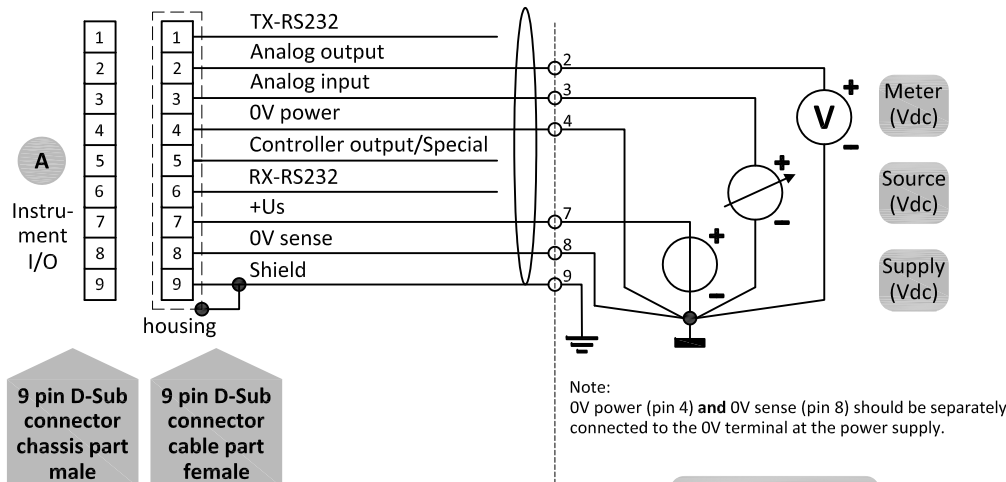 1
2
3
4
5
6
7
8
9
1
2
3
4
5
6
7
8
9
A
Instru-
ment
I/O
housing
TX-RS232
Analog output
Analog input
0V power
Controller output/Special
RX-RS232
+Us
0V sense
Shield
2
3
4
7
8
9
V
+
−
+
−
+
−
Meter
(Vdc)
Source
(Vdc)
Supply
(Vdc)
9 pin D-Sub
connector
chassis part
male
9 pin D-Sub
connector
cable part
female
Note:
0V power (pin 4) and 0V sense (pin 8) should be separately
connected to the 0V terminal at the power supply.